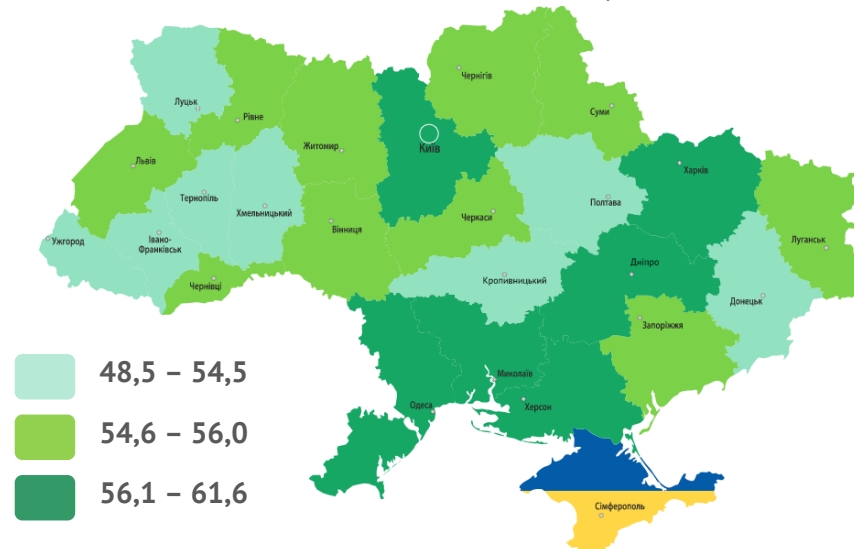 Чернігів
Луцьк
Суми
Рівне
Житомир
Київ
Львів
Харків
Тернопіль
Хмельницький
Полтава
Черкаси
Вінниця
Ужгород
Івано-
Франківськ
Луганськ
Дніпро
Кропивницький
Чернівці
Донецьк
Запоріжжя
48,5 – 54,5
Миколаїв
Одеса
Херсон
54,6 – 56,0
56,1 – 61,6
Сімферополь